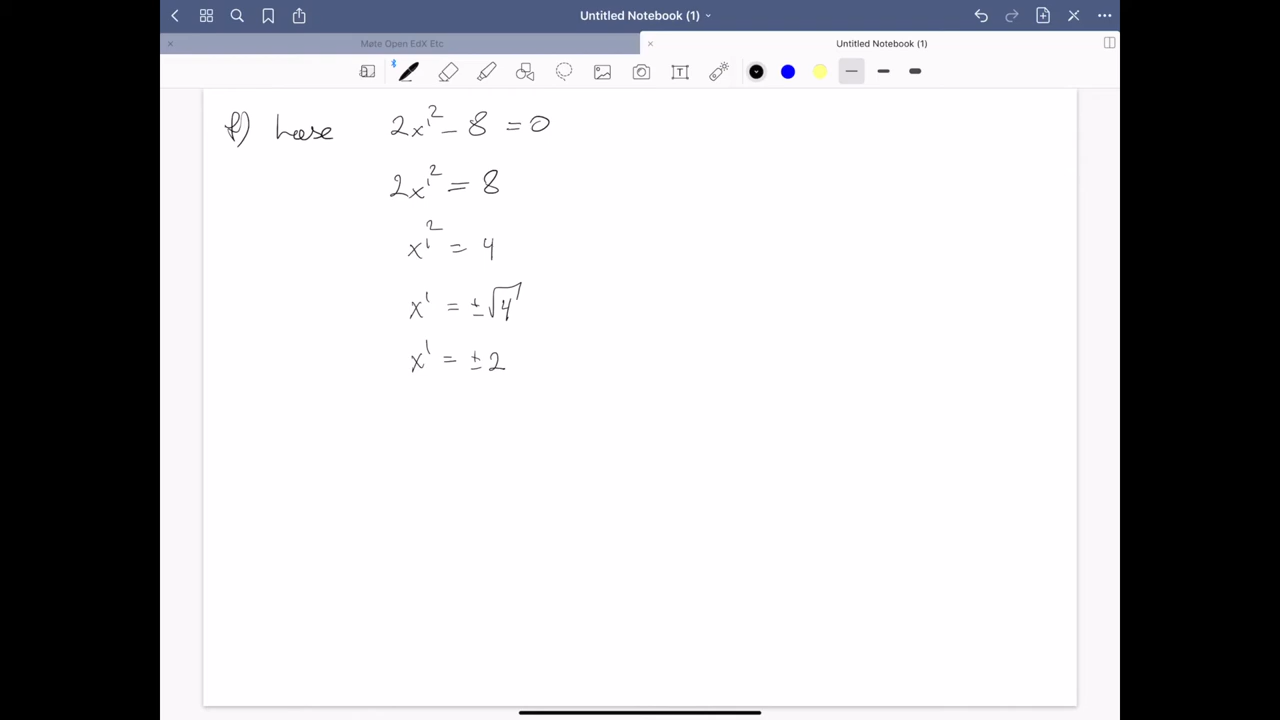 Untitled Notebook (1)
Møte Open EdX Etc
Untitled Notebook (1)
f) Løse 2x'² - 8 = 0
2x'² = 8
x'² = 4
x' = ±√4
x' = ±2